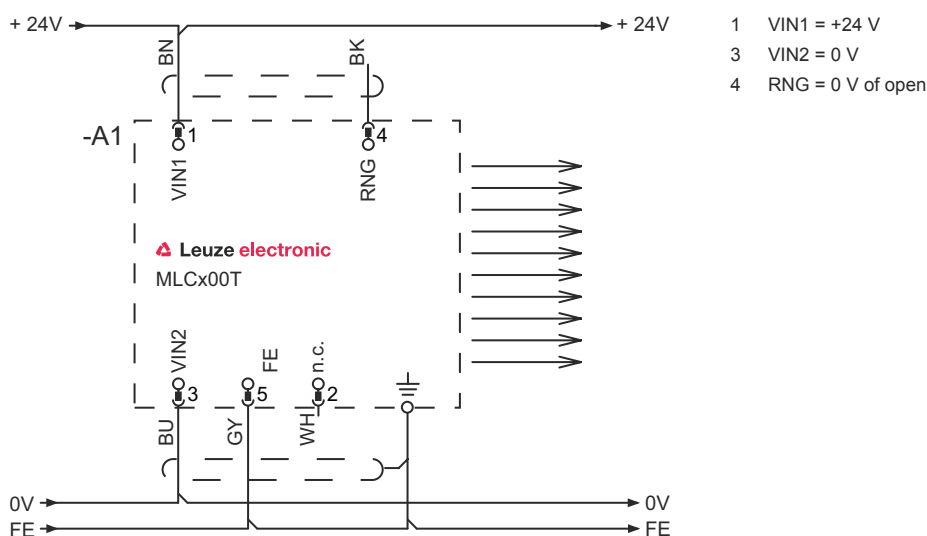 + 24V
+ 24V
BN
BK
1 VIN1 = +24 V
3 VIN2 = 0 V
4 RNG = 0 V of open
-A1
1
4
VIN1
RNG
Leuze electronic
MLCx00T
VIN2
FE
n.c.
3
5
2
BU
GY
WH
0V
0V
FE
FE